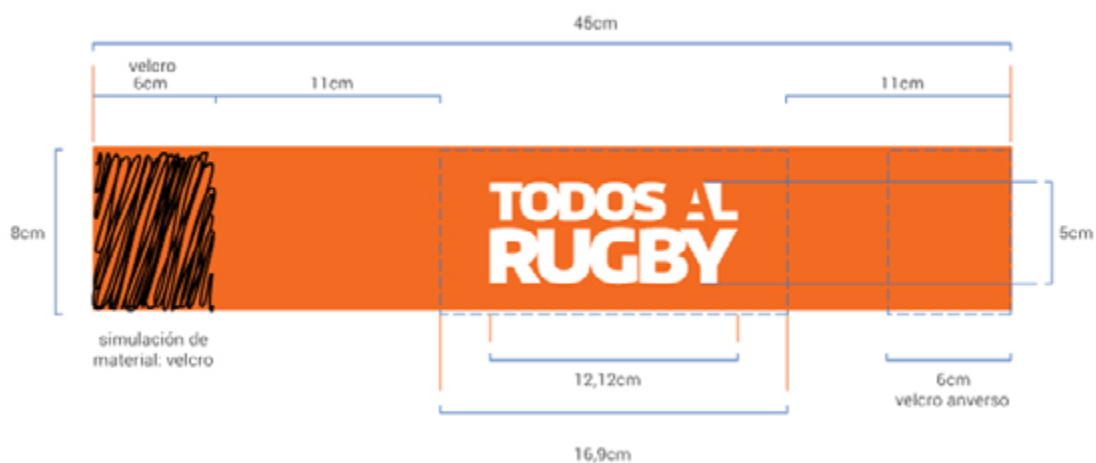 45cm
velcro
6cm
11cm
11cm
8cm
TODOS AL
RUGBY
5cm
simulación de
material: velcro
12,12cm
6cm
velcro anverso
16,9cm